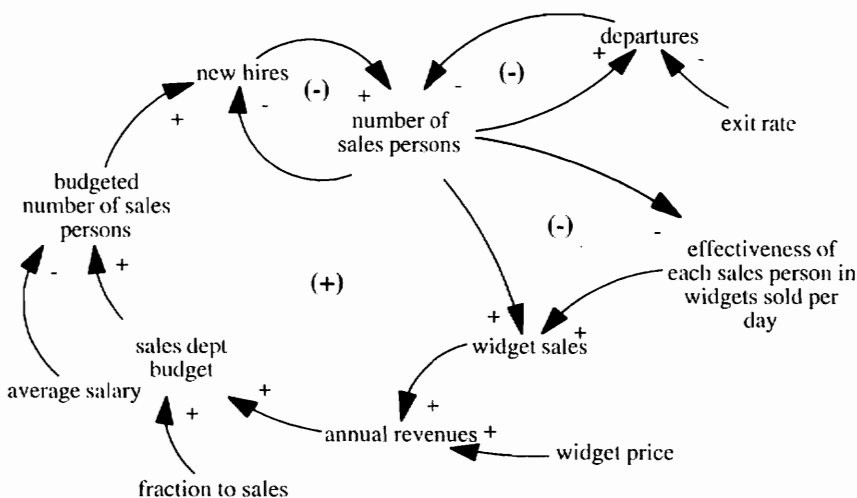 departures
+
-
new hires
(-)
(-)
-
+
-
+
number of
sales persons
exit rate
budgeted
number of sales
persons
(-)
-
effectiveness of
each sales person in
widgets sold per
day
-
+
(+)
+
+
widget sales
sales dept
budget
average salary
+
+
+
annual revenues
+
widget price
fraction to sales